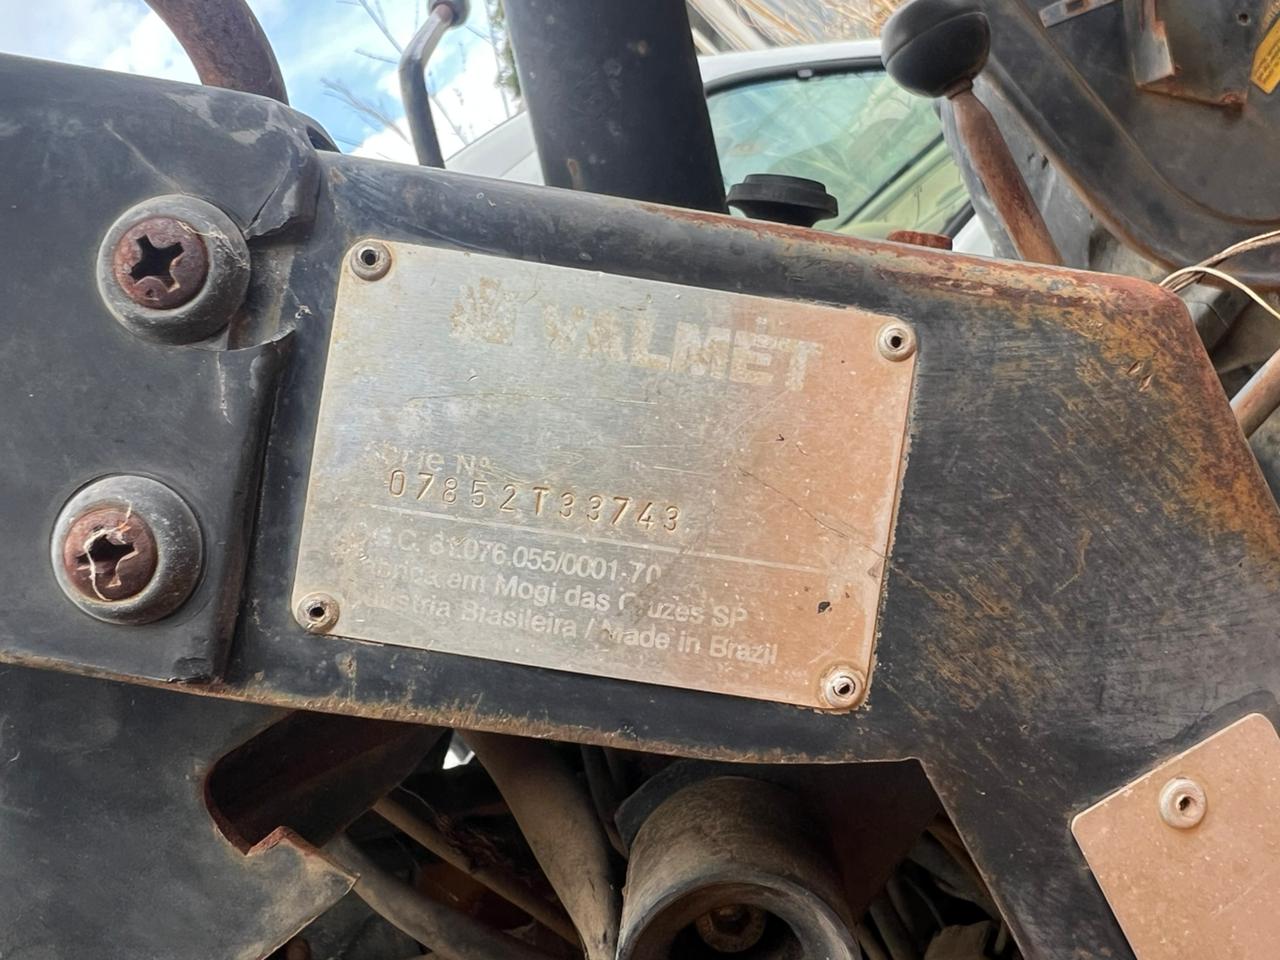 VALMET
Série Nº
07852T33743
C.G.C. 61.076.055/0001-70
Fábrica em Mogi das Cruzes SP
Indústria Brasileira / Made in Brazil